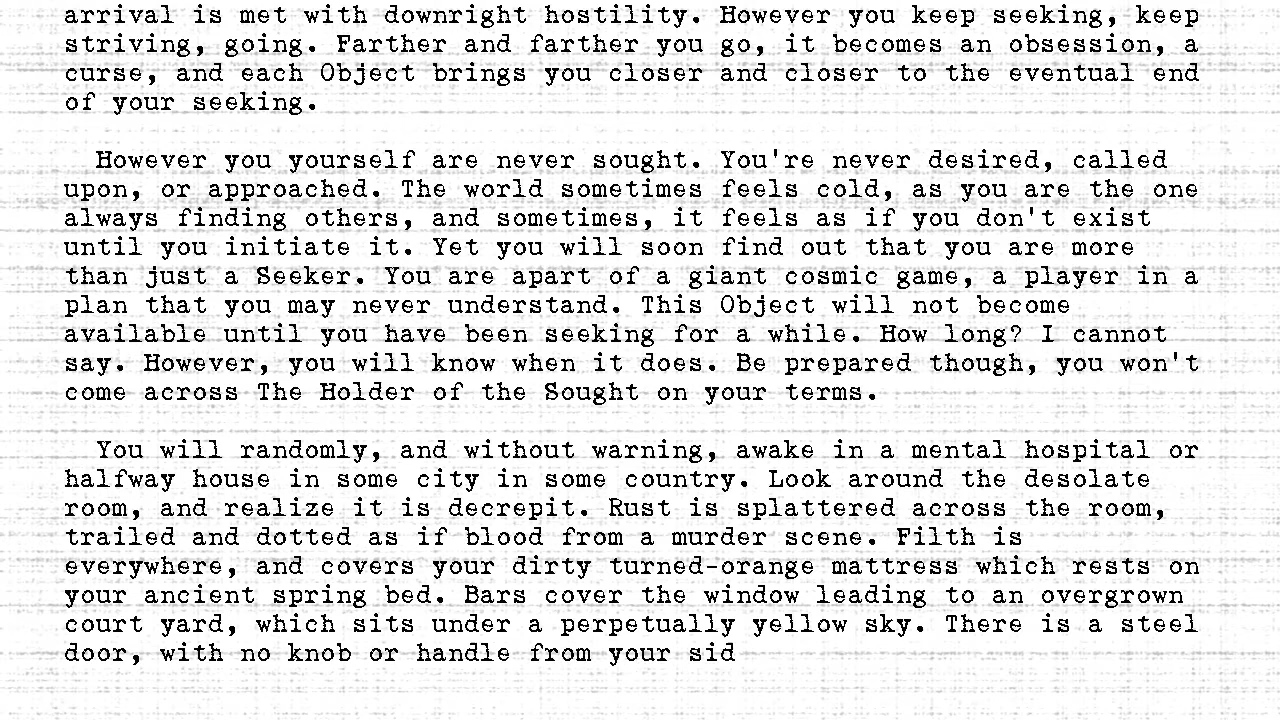 arrival is met with downright hostility. However you keep seeking, keep
striving, going. Farther and farther you go, it becomes an obsession, a
curse, and each Object brings you closer and closer to the eventual end
of your seeking.
However you yourself are never sought. You're never desired, called
upon, or approached. The world sometimes feels cold, as you are the one
always finding others, and sometimes, it feels as if you don't exist
until you initiate it. Yet you will soon find out that you are more
than just a Seeker. You are apart of a giant cosmic game, a player in a
plan that you may never understand. This Object will not become
available until you have been seeking for a while. How long? I cannot
say. However, you will know when it does. Be prepared though, you won't
come across The Holder of the Sought on your terms.
You will randomly, and without warning, awake in a mental hospital or
halfway house in some city in some country. Look around the desolate
room, and realize it is decrepit. Rust is splattered across the room,
trailed and dotted as if blood from a murder scene. Filth is
everywhere, and covers your dirty turned-orange mattress which rests on
your ancient spring bed. Bars cover the window leading to an overgrown
court yard, which sits under a perpetually yellow sky. There is a steel
door, with no knob or handle from your sid